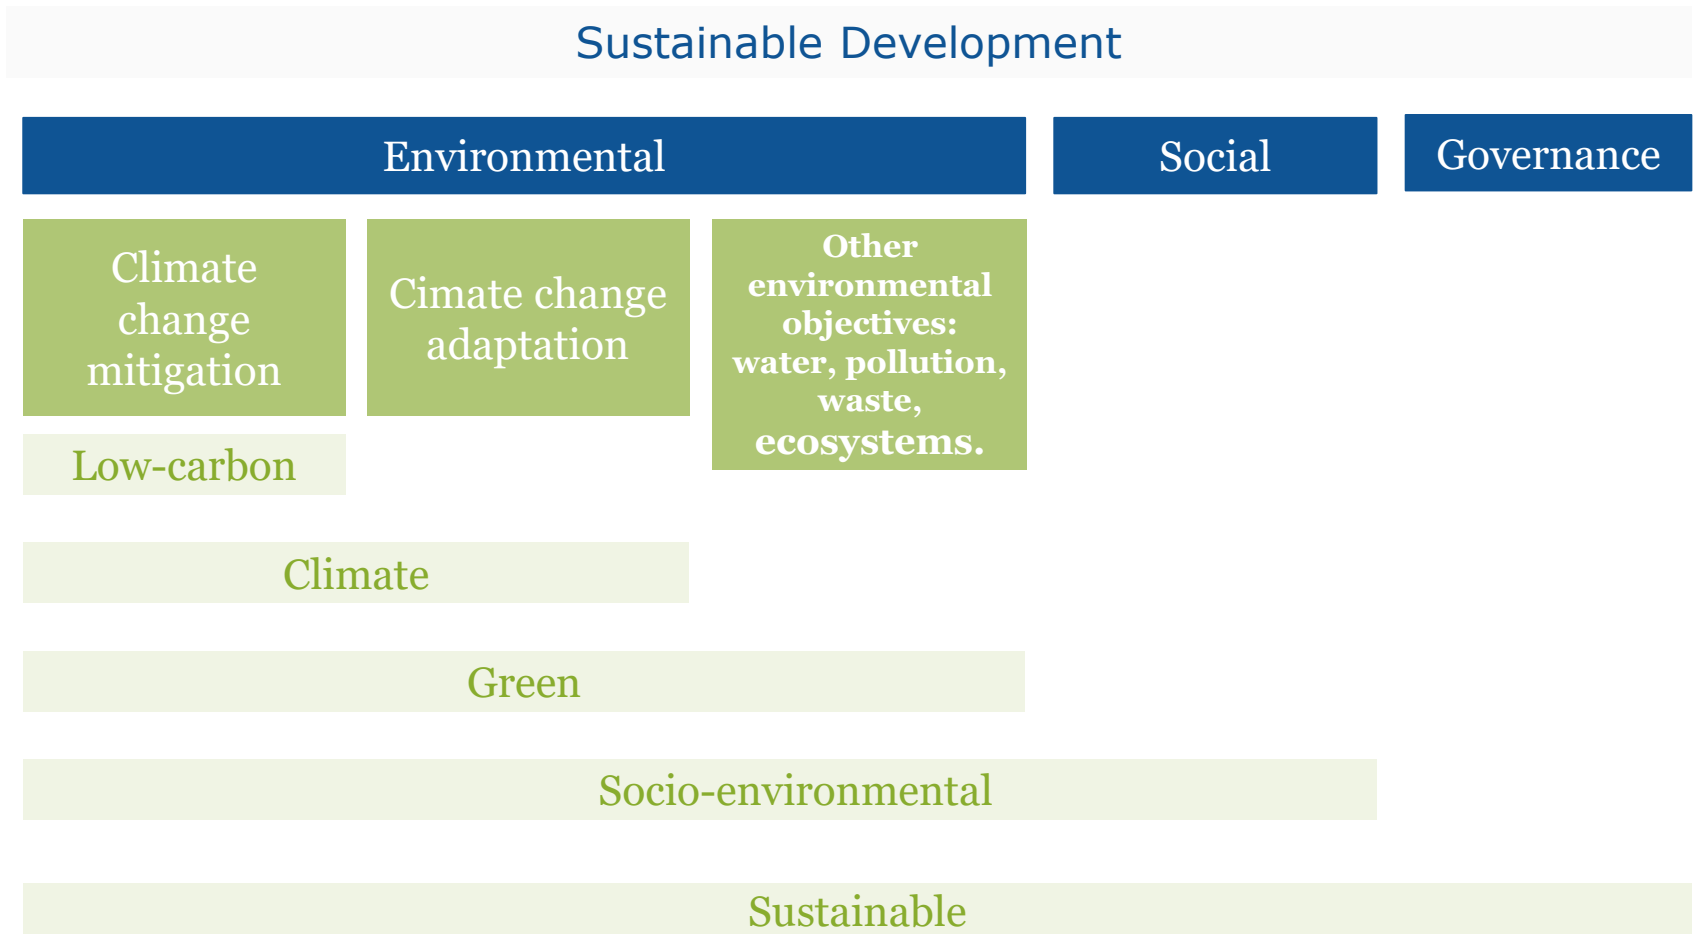 Sustainable Development
Environmental
Social
Governance
Climate
change
mitigation
Cimate change
adaptation
Other
environmental
objectives:
water, pollution,
waste,
ecosystems.
Low-carbon
Climate
Green
Socio-environmental
Sustainable